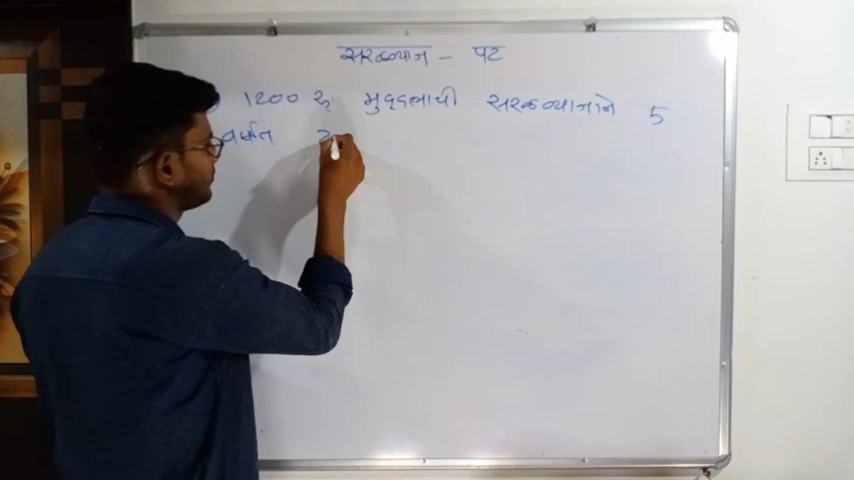 सरळव्याज - पट
1200 रु मुद्दलाची सरळव्याजाने 5
वर्षात